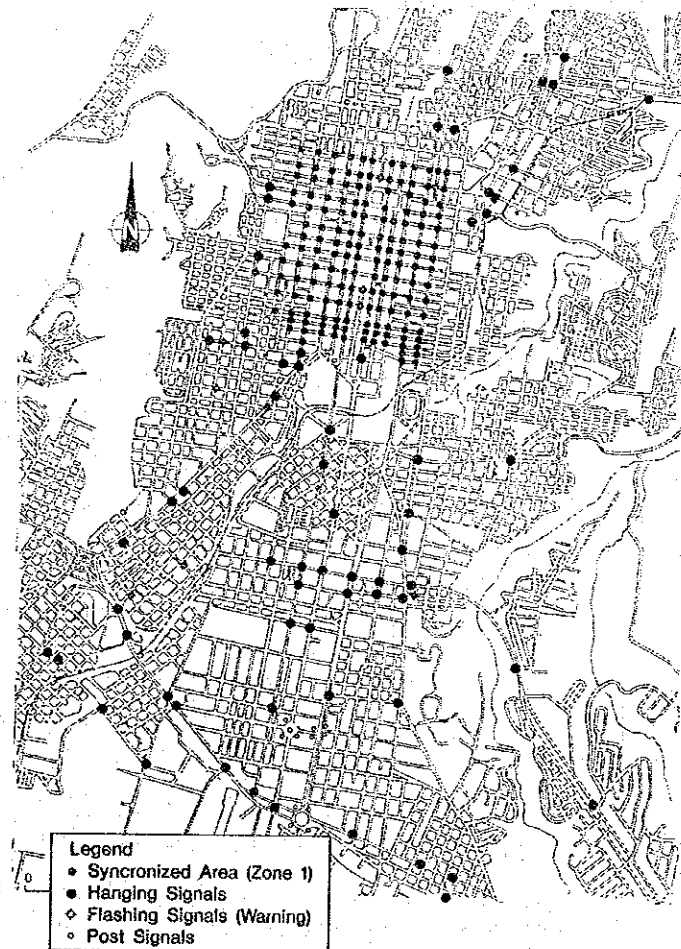 N
Legend
Syncronized Area (Zone 1)
Hanging Signals
Flashing Signals (Warning)
Post Signals
0